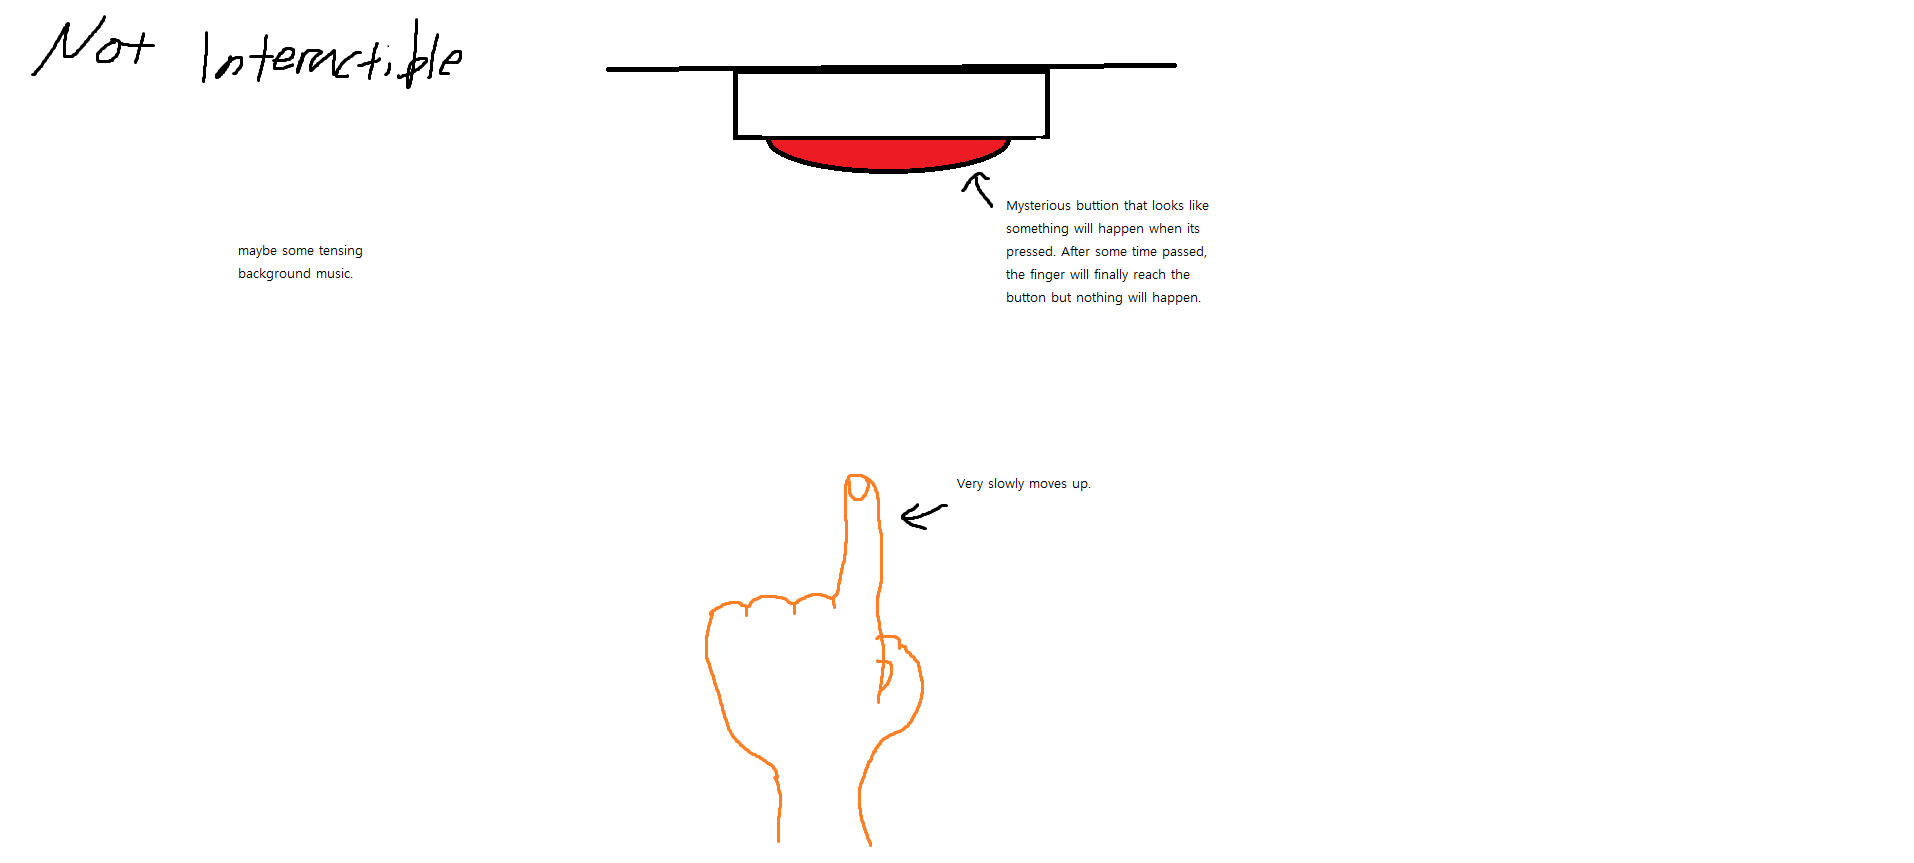 Not Interactible
maybe some tensing
background music.
Mysterious buttion that looks like
something will happen when its
pressed. After some time passed,
the finger will finally reach the
button but nothing will happen.
Very slowly moves up.